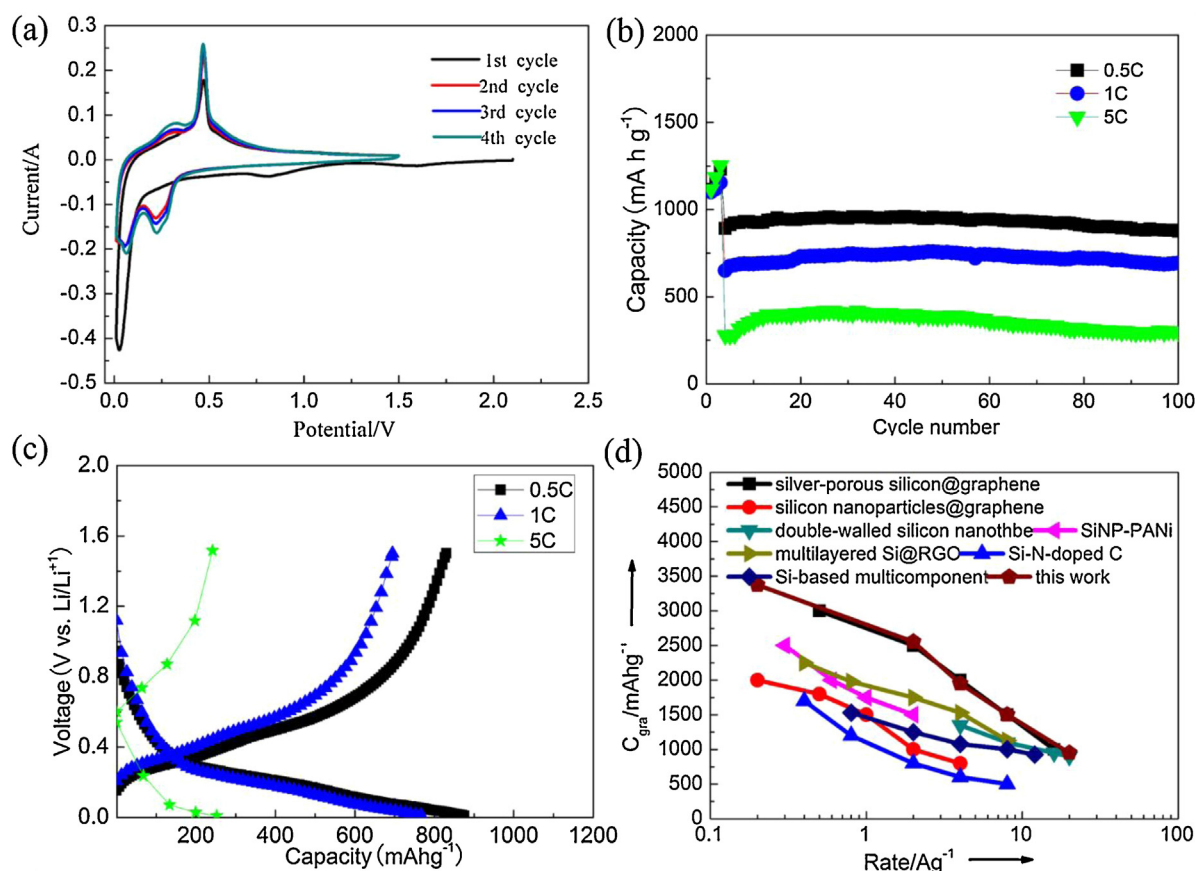 (a)
0.3
0.2
0.1
0.0
-0.1
-0.2
-0.3
-0.4
-0.5
Current/A
1st cycle
2nd cycle
3rd cycle
4th cycle
0.0 0.5 1.0 1.5 2.0 2.5
Potential/V
(b)
2000
1500
1000
500
0
Capacity (mA h g⁻¹)
0.5C
1C
5C
0 20 40 60 80 100
Cycle number
(c)
2.0
1.6
1.2
0.8
0.4
0.0
Voltage (V vs. Li/Li⁺¹)
0.5C
1C
5C
200 400 600 800 1000 1200
Capacity (mAhg⁻¹)
(d)
5000
4500
4000
3500
3000
2500
2000
1500
1000
500
0
C_gra/mAhg⁻¹
silver-porous silicon@graphene
silicon nanoparticles@graphene
double-walled silicon nanothbe SiNP-PANi
multilayered Si@RGO Si-N-doped C
Si-based multicomponent this work
0.1 1 10 100
Rate/Ag⁻¹